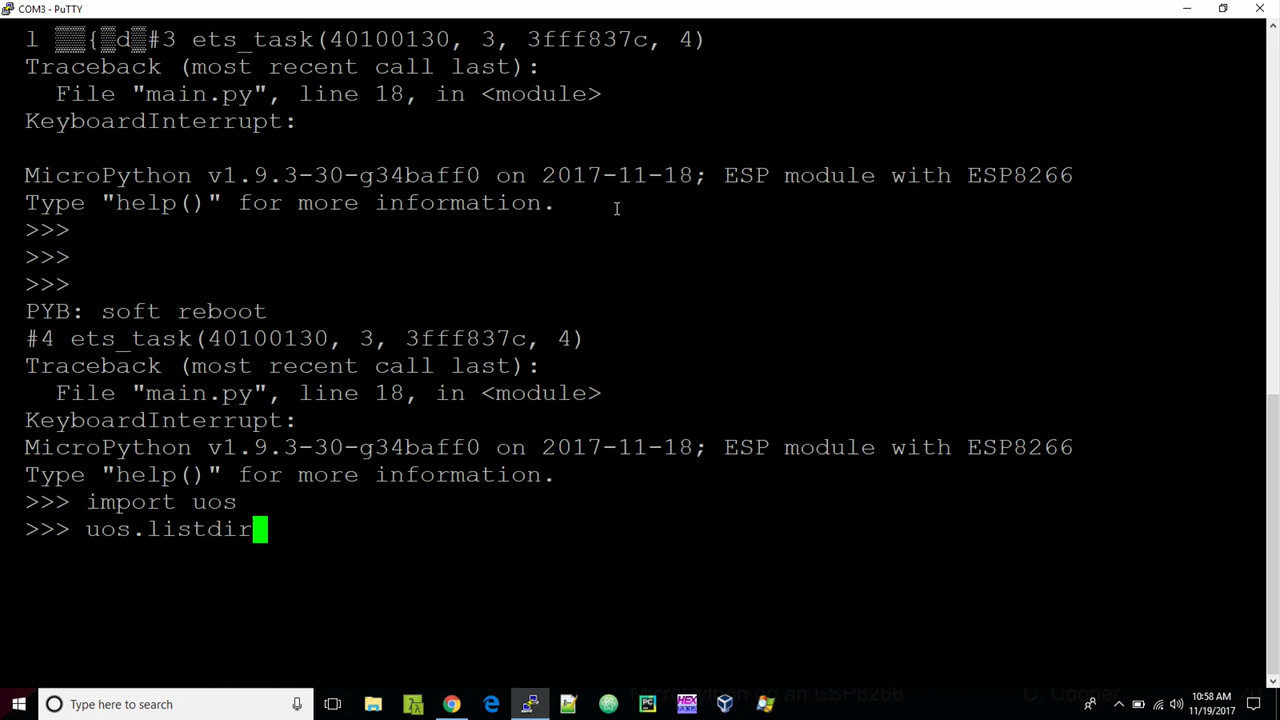 COM3 - PuTTY
l {d#3 ets_task(40100130, 3, 3fff837c, 4)
Traceback (most recent call last):
File "main.py", line 18, in <module>
KeyboardInterrupt:
MicroPython v1.9.3-30-g34baff0 on 2017-11-18; ESP module with ESP8266
Type "help()" for more information.
>>>
>>>
>>>
PYB: soft reboot
#4 ets_task(40100130, 3, 3fff837c, 4)
Traceback (most recent call last):
File "main.py", line 18, in <module>
KeyboardInterrupt:
MicroPython v1.9.3-30-g34baff0 on 2017-11-18; ESP module with ESP8266
Type "help()" for more information.
>>> import uos
>>> uos.listdir
Type here to search
PC
HEX
on an ESP8266
10:58 AM
11/19/2017